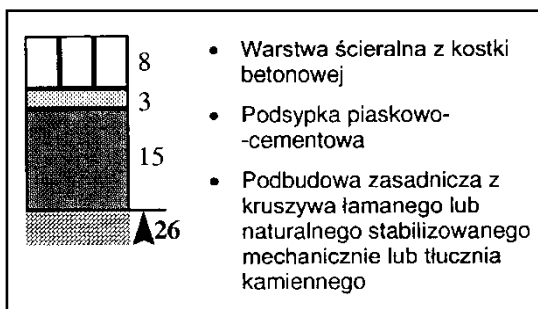 8
3
15
26
• Warstwa ścieralna z kostki
betonowej
• Podsypka piaskowo-
-cementowa
• Podbudowa zasadnicza z
kruszywa łamanego lub
naturalnego stabilizowanego
mechanicznie lub tłucznia
kamiennego